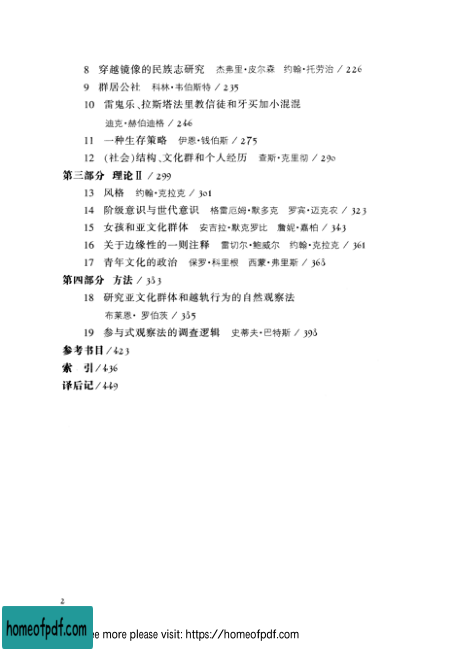 8 穿越镜像的民族志研究 杰弗里·皮尔森 约翰·托劳治 / 226
9 群居公社 科林·韦伯斯特 / 235
10 雷鬼乐、拉斯塔法里教信徒和牙买加小混混
迪克·赫伯迪格 / 246
11 一种生存策略 伊恩·钱伯斯 / 275
12 (社会)结构、文化群和个人经历 查斯·克里彻 / 290
第三部分 理论Ⅱ / 299
13 风格 约翰·克拉克 / 301
14 阶级意识与世代意识 格雷厄姆·默多克 罗宾·迈克农 / 323
15 女孩和亚文化群体 安吉拉·默克罗比 詹妮·嘉柏 / 343
16 关于边缘性的一则注释 雷切尔·鲍威尔 约翰·克拉克 / 361
17 青年文化的政治 保罗·科里根 西蒙·弗里斯 / 368
第四部分 方法 / 383
18 研究亚文化群体和越轨行为的自然观察法
布莱恩·罗伯茨 / 385
19 参与式观察法的调查逻辑 史蒂夫·巴特斯 / 398
参考书目/423
索 引/436
译后记/449
2
homeofpdf.com
ee more please visit: https://homeofpdf.com